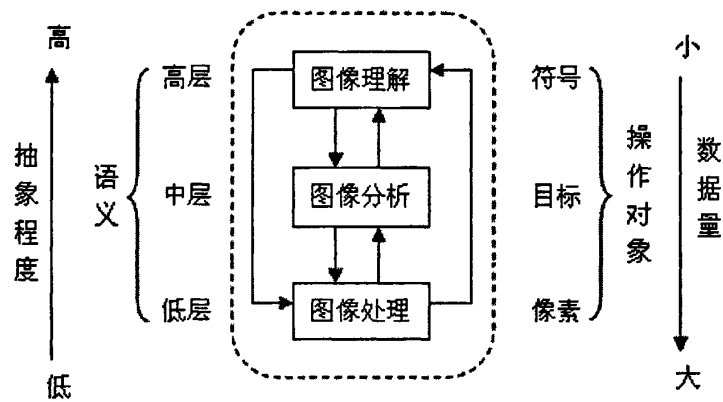 高
小
高层
图像理解
符号
抽象程度
语义
中层
图像分析
目标
操作对象
数据量
低层
图像处理
像素
低
大